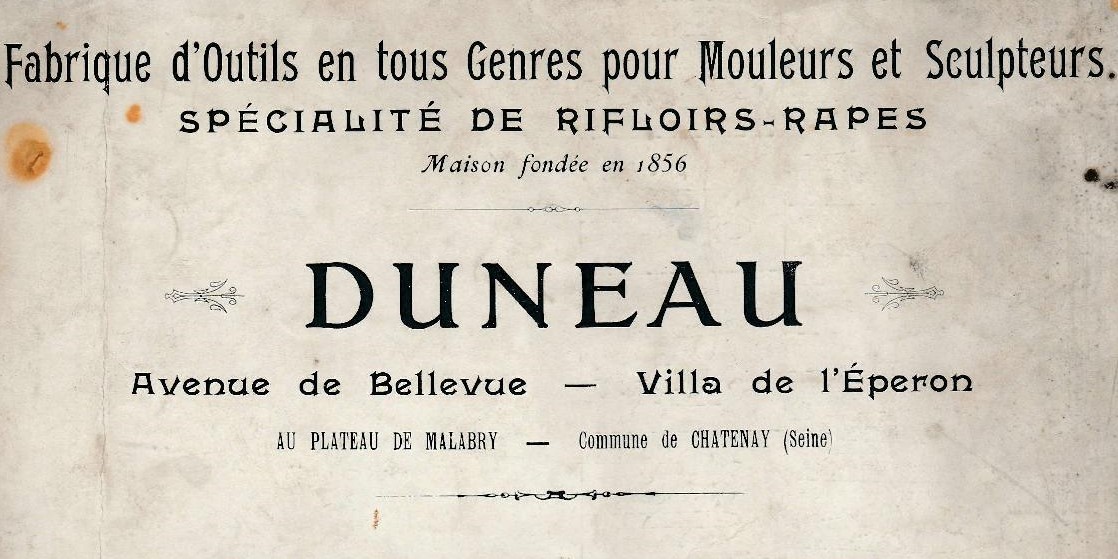 Fabrique d'Outils en tous Genres pour Mouleurs et Sculpteurs.
SPÉCIALITÉ DE RIFLOIRS-RAPES
Maison fondée en 1856
DUNEAU
Avenue de Bellevue — Villa de l'Éperon
AU PLATEAU DE MALABRY — Commune de CHATENAY (Seine)